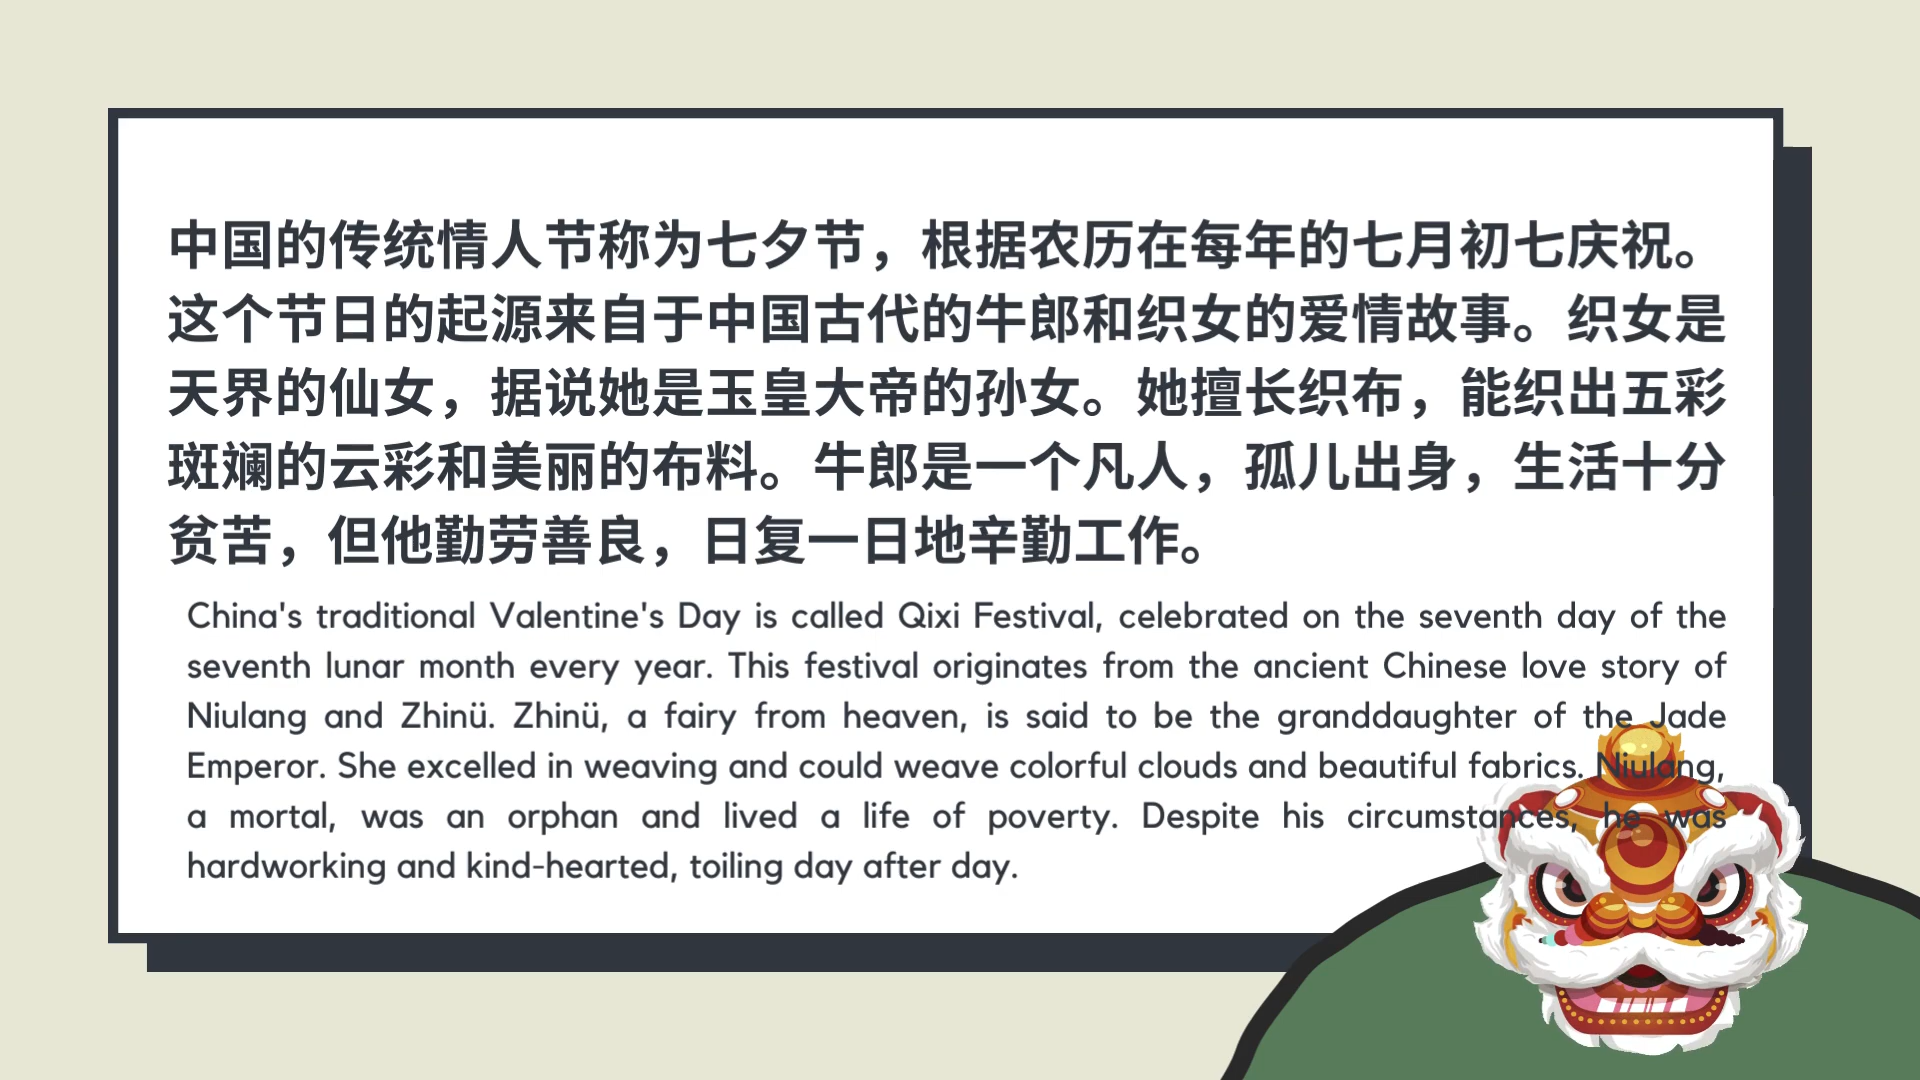 中国的传统情人节称为七夕节，根据农历在每年的七月初七庆祝。
这个节日的起源来自于中国古代的牛郎和织女的爱情故事。织女是
天界的仙女，据说她是玉皇大帝的孙女。她擅长织布，能织出五彩
斑斓的云彩和美丽的布料。牛郎是一个凡人，孤儿出身，生活十分
贫苦，但他勤劳善良，日复一日地辛勤工作。
China's traditional Valentine's Day is called Qixi Festival, celebrated on the seventh day of the
seventh lunar month every year. This festival originates from the ancient Chinese love story of
Niulang and Zhinü. Zhinü, a fairy from heaven, is said to be the granddaughter of the Jade
Emperor. She excelled in weaving and could weave colorful clouds and beautiful fabrics. Niulang,
a mortal, was an orphan and lived a life of poverty. Despite his circumstances, he was
hardworking and kind-hearted, toiling day after day.